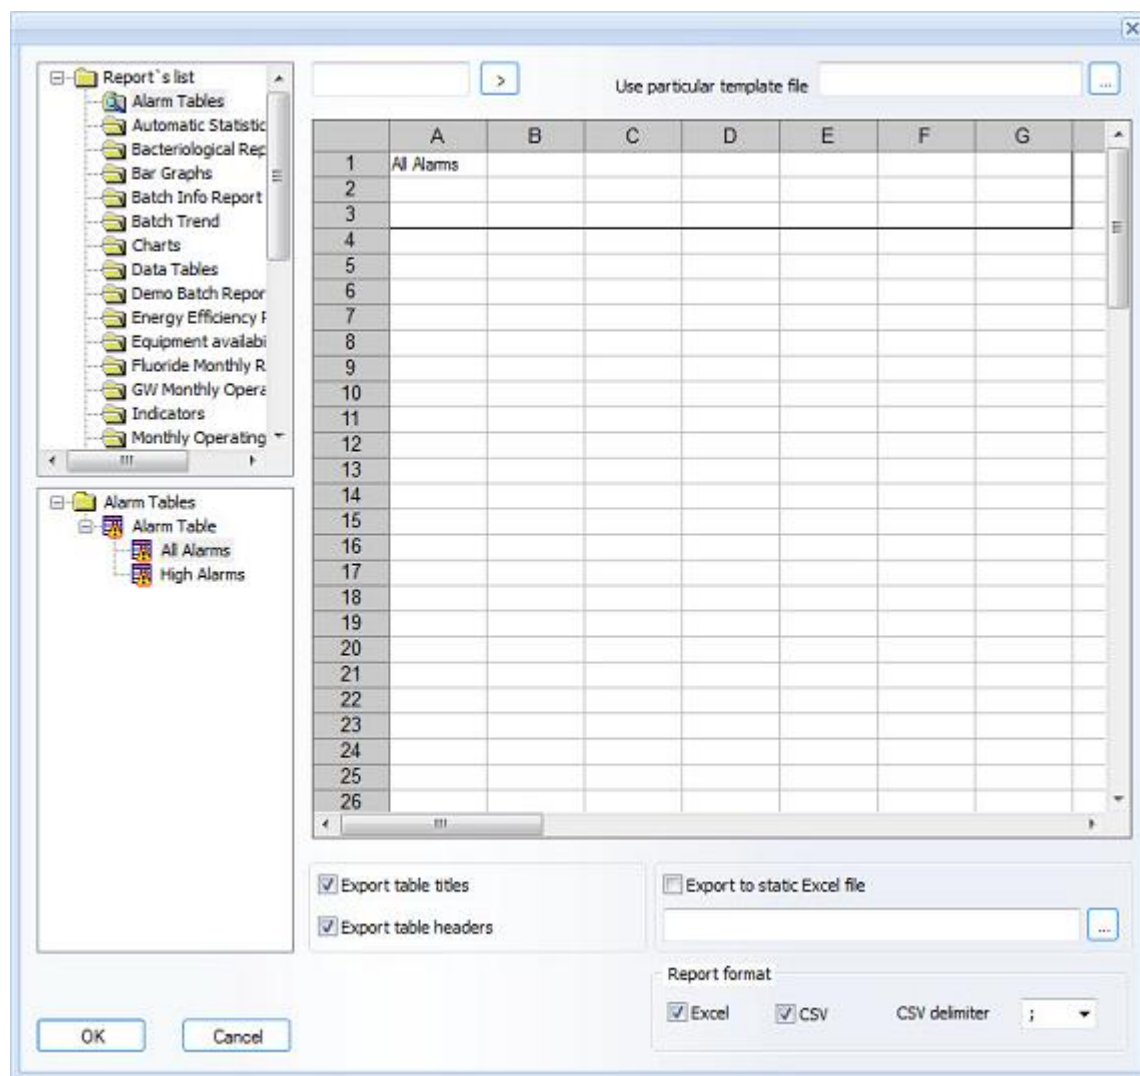 Report`s list
Alarm Tables
Automatic Statistic
Bacteriological Rep
Bar Graphs
Batch Info Report
Batch Trend
Charts
Data Tables
Demo Batch Repor
Energy Efficiency
Equipment availabi
Fluoride Monthly R
GW Monthly Opera
Indicators
Monthly Operating
Alarm Tables
Alarm Table
All Alarms
High Alarms
OK Cancel
>
Use particular template file ...
A B C D E F G
1 All Alarms
2
3
4
5
6
7
8
9
10
11
12
13
14
15
16
17
18
19
20
21
22
23
24
25
26
Export table titles
Export table headers
Export to static Excel file
...
Report format
Excel CSV CSV delimiter ;